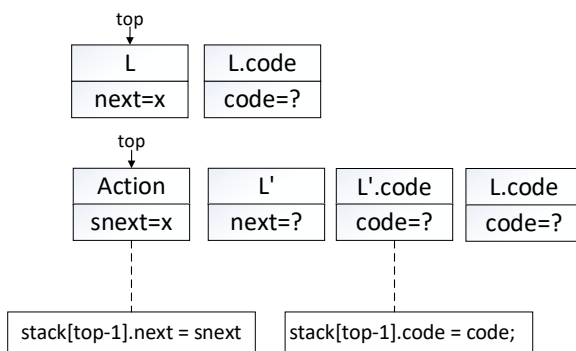 top
L L.code
next=x code=?
top
Action L' L'.code L.code
snext=x next=? code=? code=?
stack[top-1].next = snext stack[top-1].code = code;